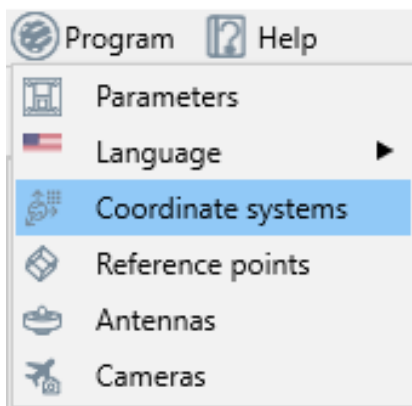 Program Help
Parameters
Language
Coordinate systems
Reference points
Antennas
Cameras